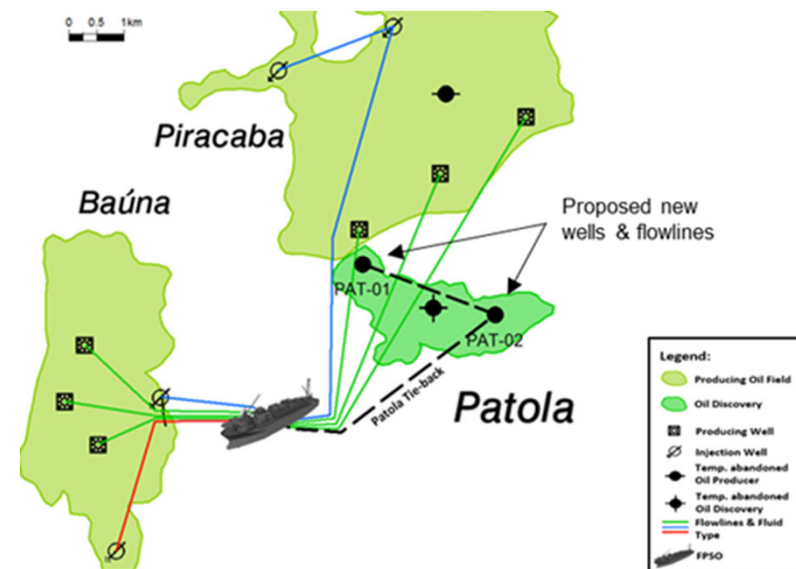 0 0.5 1km
Piracaba
Baúna
Proposed new
wells & flowlines
PAT-01
PAT-02
Patola Tie-back
Patola
Legend:
Producing Oil Field
Oil Discovery
Producing Well
Injection Well
Temp. abandoned
Oil Producer
Temp. abandoned
Oil Discovery
Flowlines & Fluid
Type
FPSO